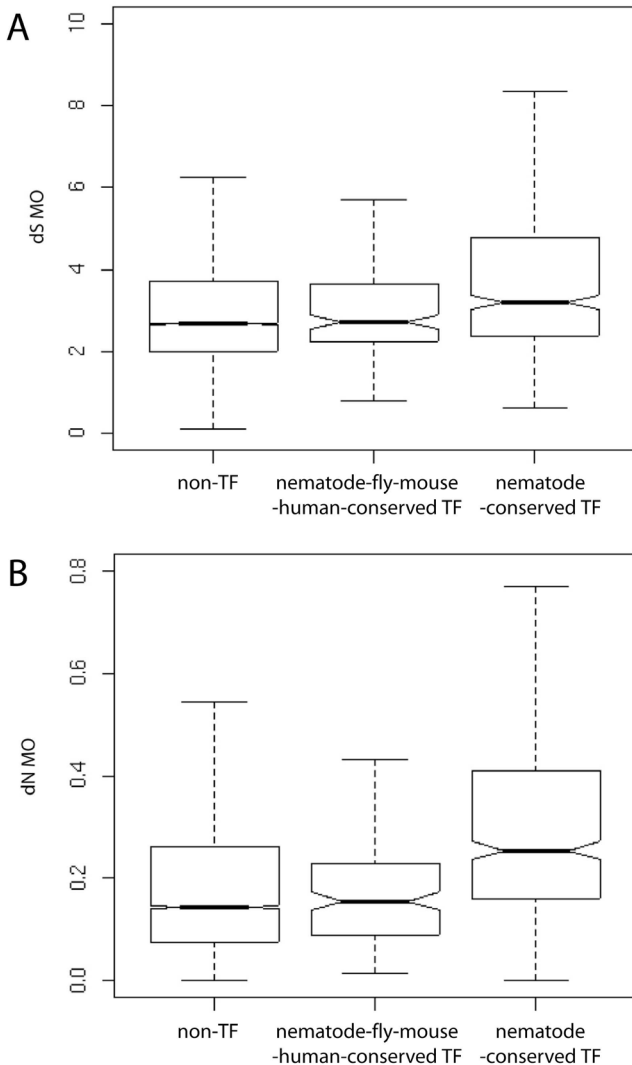 A
dS MO
10
8
6
4
2
0
non-TF
nematode-fly-mouse
-human-conserved TF
nematode
-conserved TF
B
dN MO
0.8
0.6
0.4
0.2
0.0
non-TF
nematode-fly-mouse
-human-conserved TF
nematode
-conserved TF